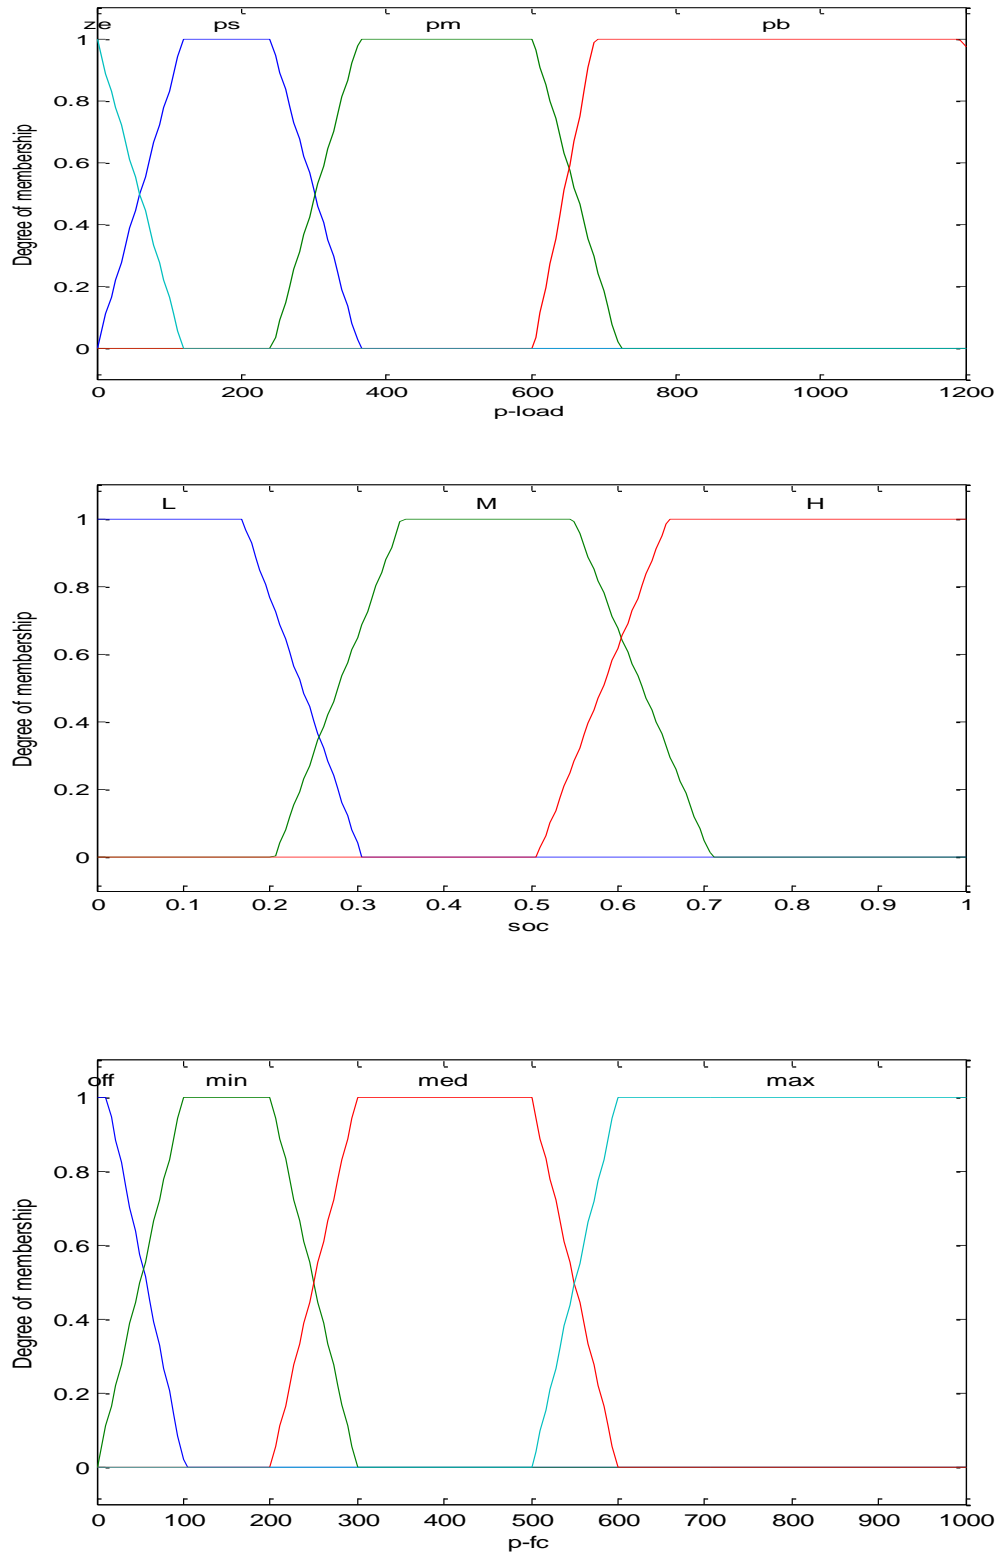 ze ps pm pb
1
0.8
0.6
0.4
0.2
0
Degree of membership
0 200 400 600 800 1000 1200
p-load
L M H
1
0.8
0.6
0.4
0.2
0
Degree of membership
0 0.1 0.2 0.3 0.4 0.5 0.6 0.7 0.8 0.9 1
soc
off min med max
1
0.8
0.6
0.4
0.2
0
Degree of membership
0 100 200 300 400 500 600 700 800 900 1000
p-fc